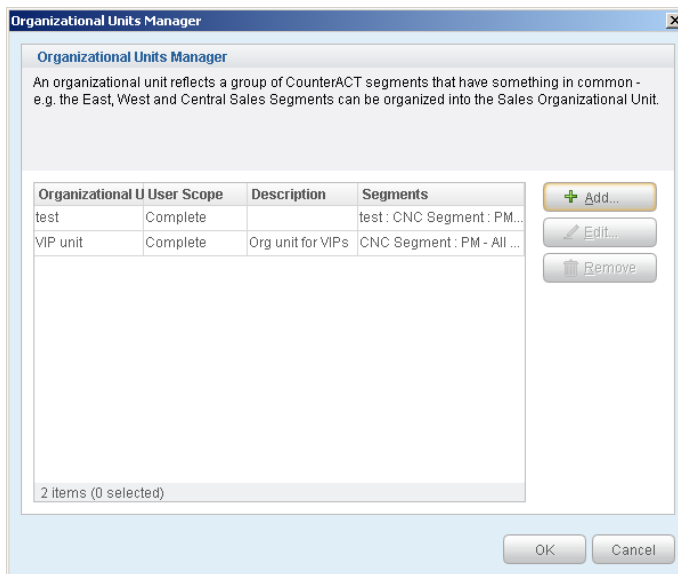 Organizational Units Manager
Organizational Units Manager
An organizational unit reflects a group of CounterACT segments that have something in common -
e.g. the East, West and Central Sales Segments can be organized into the Sales Organizational Unit.
Organizational U User Scope Description Segments
test Complete test : CNC Segment : PM...
VIP unit Complete Org unit for VIPs CNC Segment : PM - All ...
Add...
Edit...
Remove
2 items (0 selected)
OK Cancel